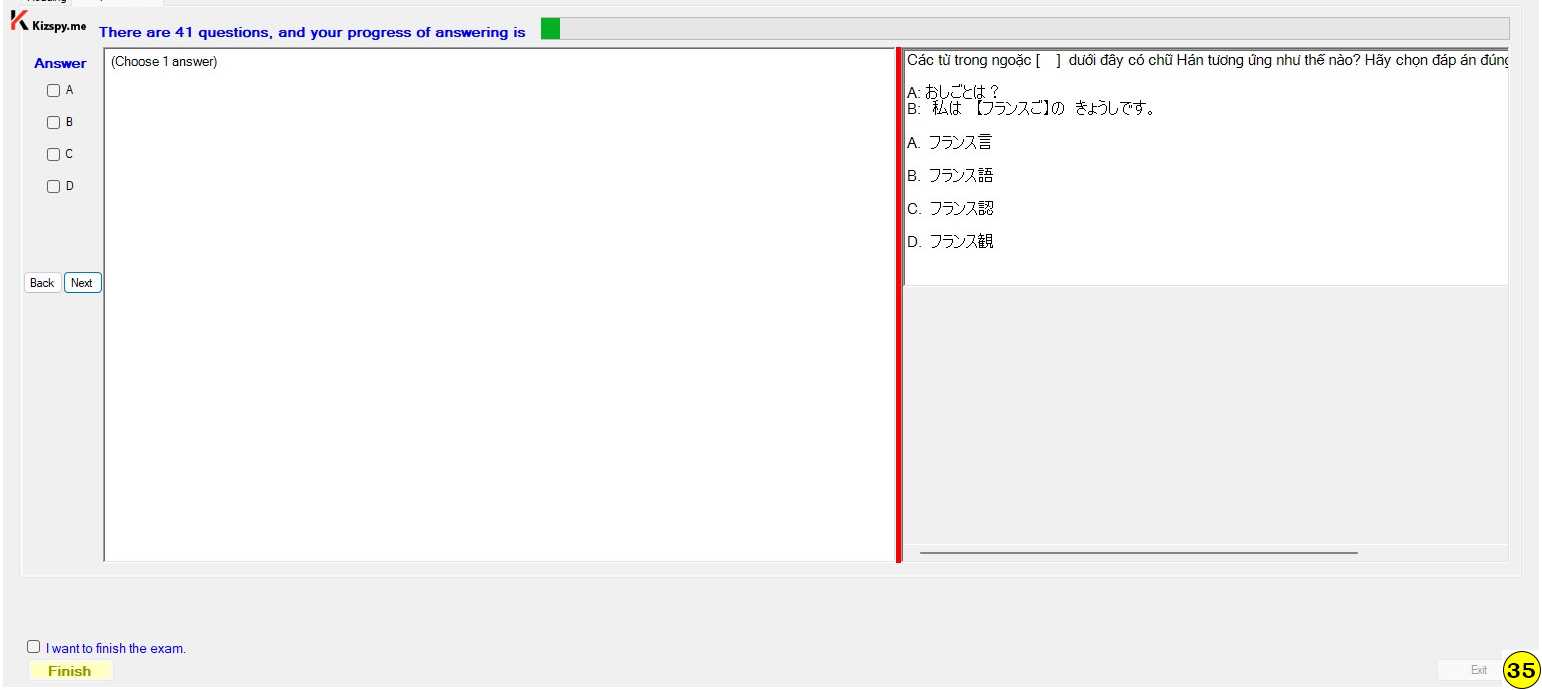 Kizspy.me
There are 41 questions, and your progress of answering is
Answer
(Choose 1 answer)
A
B
C
D
Back
Next
Các từ trong ngoặc [ ] dưới đây có chữ Hán tương ứng như thế nào? Hãy chọn đáp án đúng
A: おしごとは？
B: 私は 【フランスご】の きょうしです。
A. フランス言
B. フランス語
C. フランス認
D. フランス観
I want to finish the exam.
Finish
Exit
35